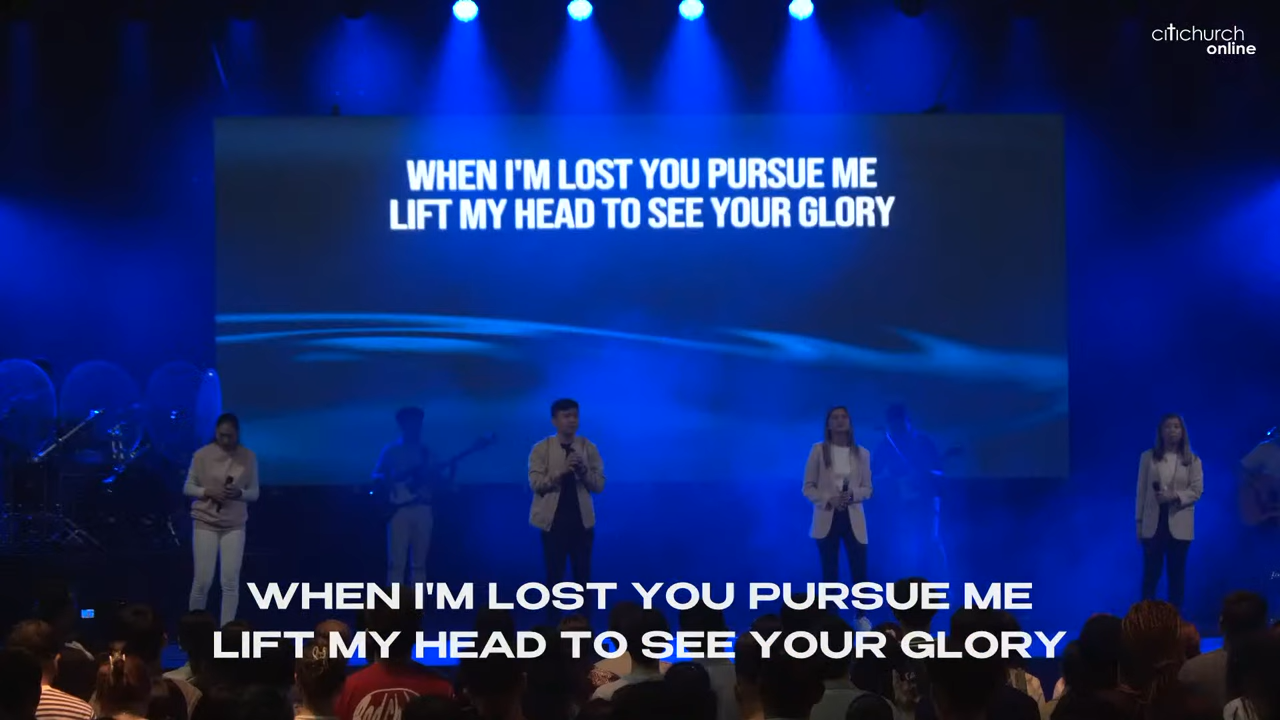 citichurch
online
WHEN I'M LOST YOU PURSUE ME
LIFT MY HEAD TO SEE YOUR GLORY
WHEN I'M LOST YOU PURSUE ME
LIFT MY HEAD TO SEE YOUR GLORY